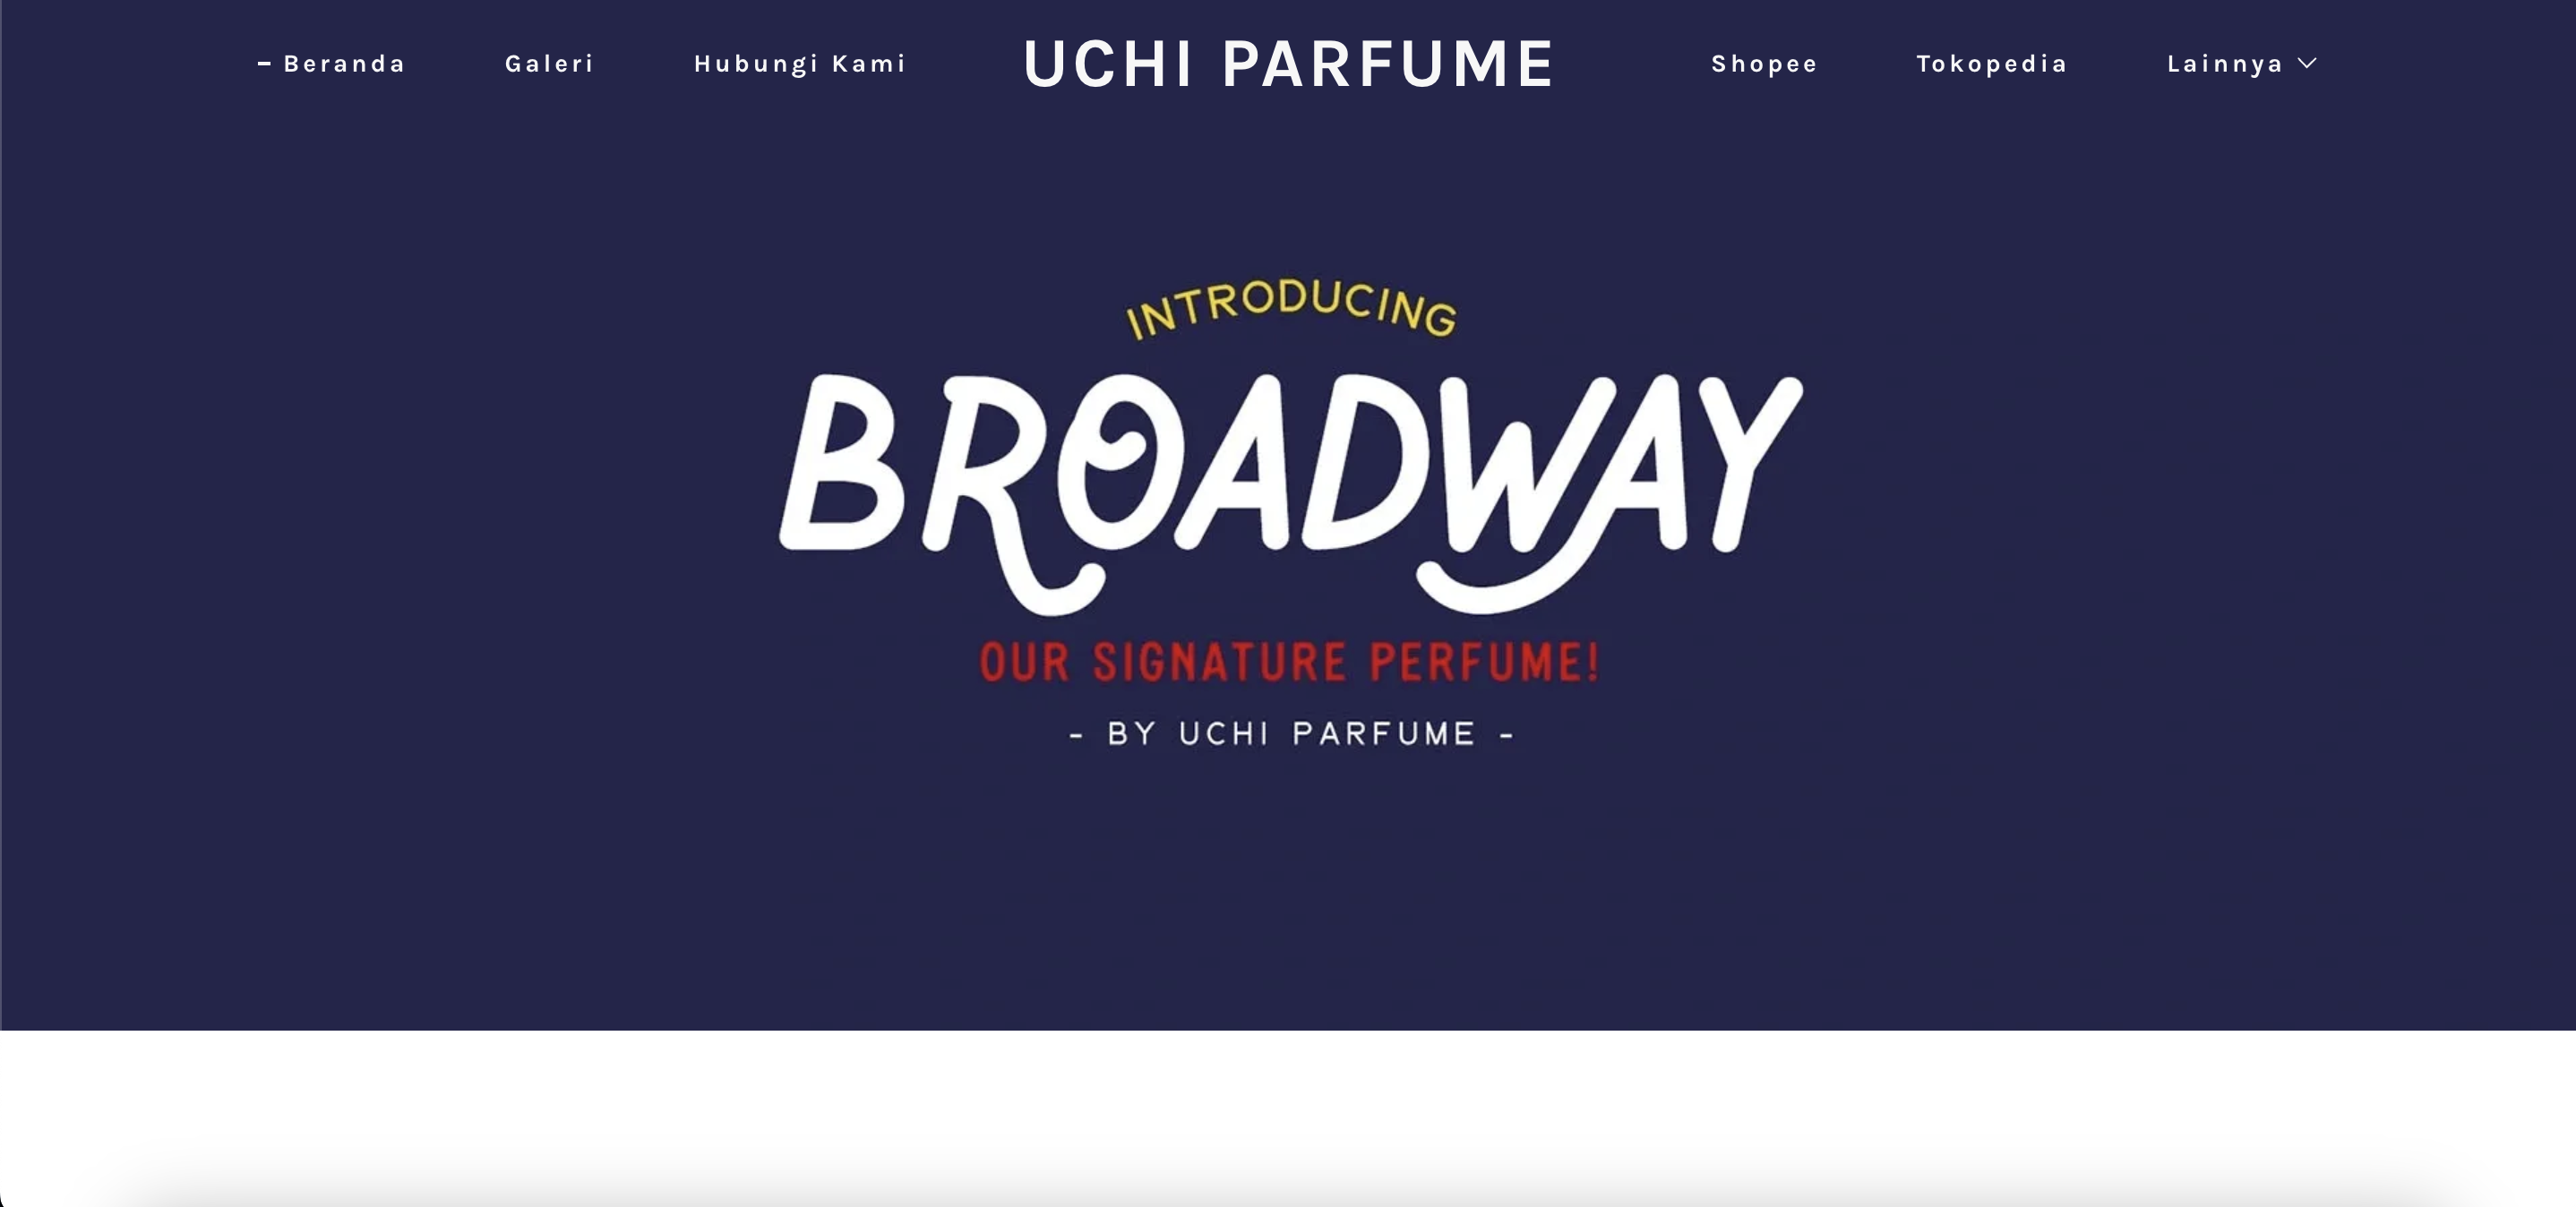 – Beranda Galeri Hubungi Kami UCHI PARFUME Shopee Tokopedia Lainnya
INTRODUCING
BROADWAY
OUR SIGNATURE PERFUME!
- BY UCHI PARFUME -